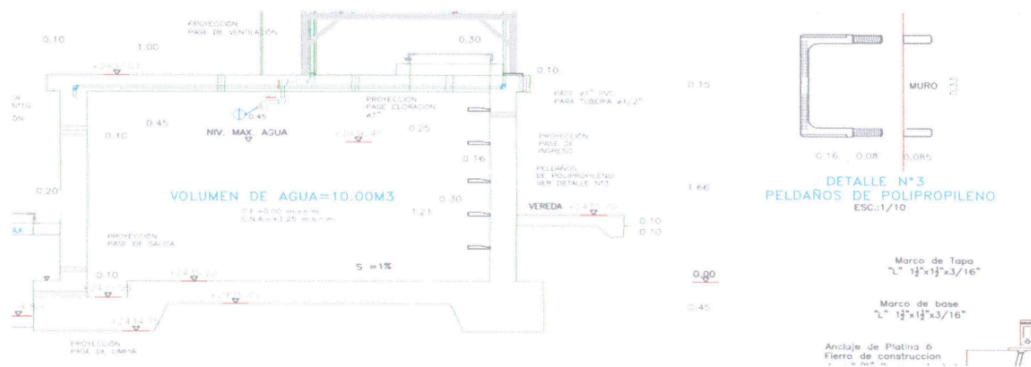 PROYECCIÓN
PASE DE VENTILACIÓN
0.10
1.00
0.30
0.10
PROYECCIÓN
PASE CLORACION
ø1"
PASE ø1" PVC
PARA TUBERIA ø1/2"
0.15
MURO
0.45
0.45
0.10
NIV. MAX. AGUA
0.25
PROYECCIÓN
PASE DE
INGRESO
0.16
0.16
0.08
0.085
PELDAÑOS
DE POLIPROPILENO
VER DETALLE N°3
DETALLE N°3
PELDAÑOS DE POLIPROPILENO
ESC.:1/10
0.20
VOLUMEN DE AGUA=10.00M3
0.30
1.21
1.66
VEREDA
0.10
0.10
PROYECCIÓN
PASE DE SALIDA
S =1%
0.10
0.00
0.45
Marco de Tapa
"L" 1½"x1½"x3/16"
Marco de base
"L" 1½"x1½"x3/16"
PROYECCIÓN
PASE DE LIMPIA
Anclaje de Platina 6
Fierro de construccion